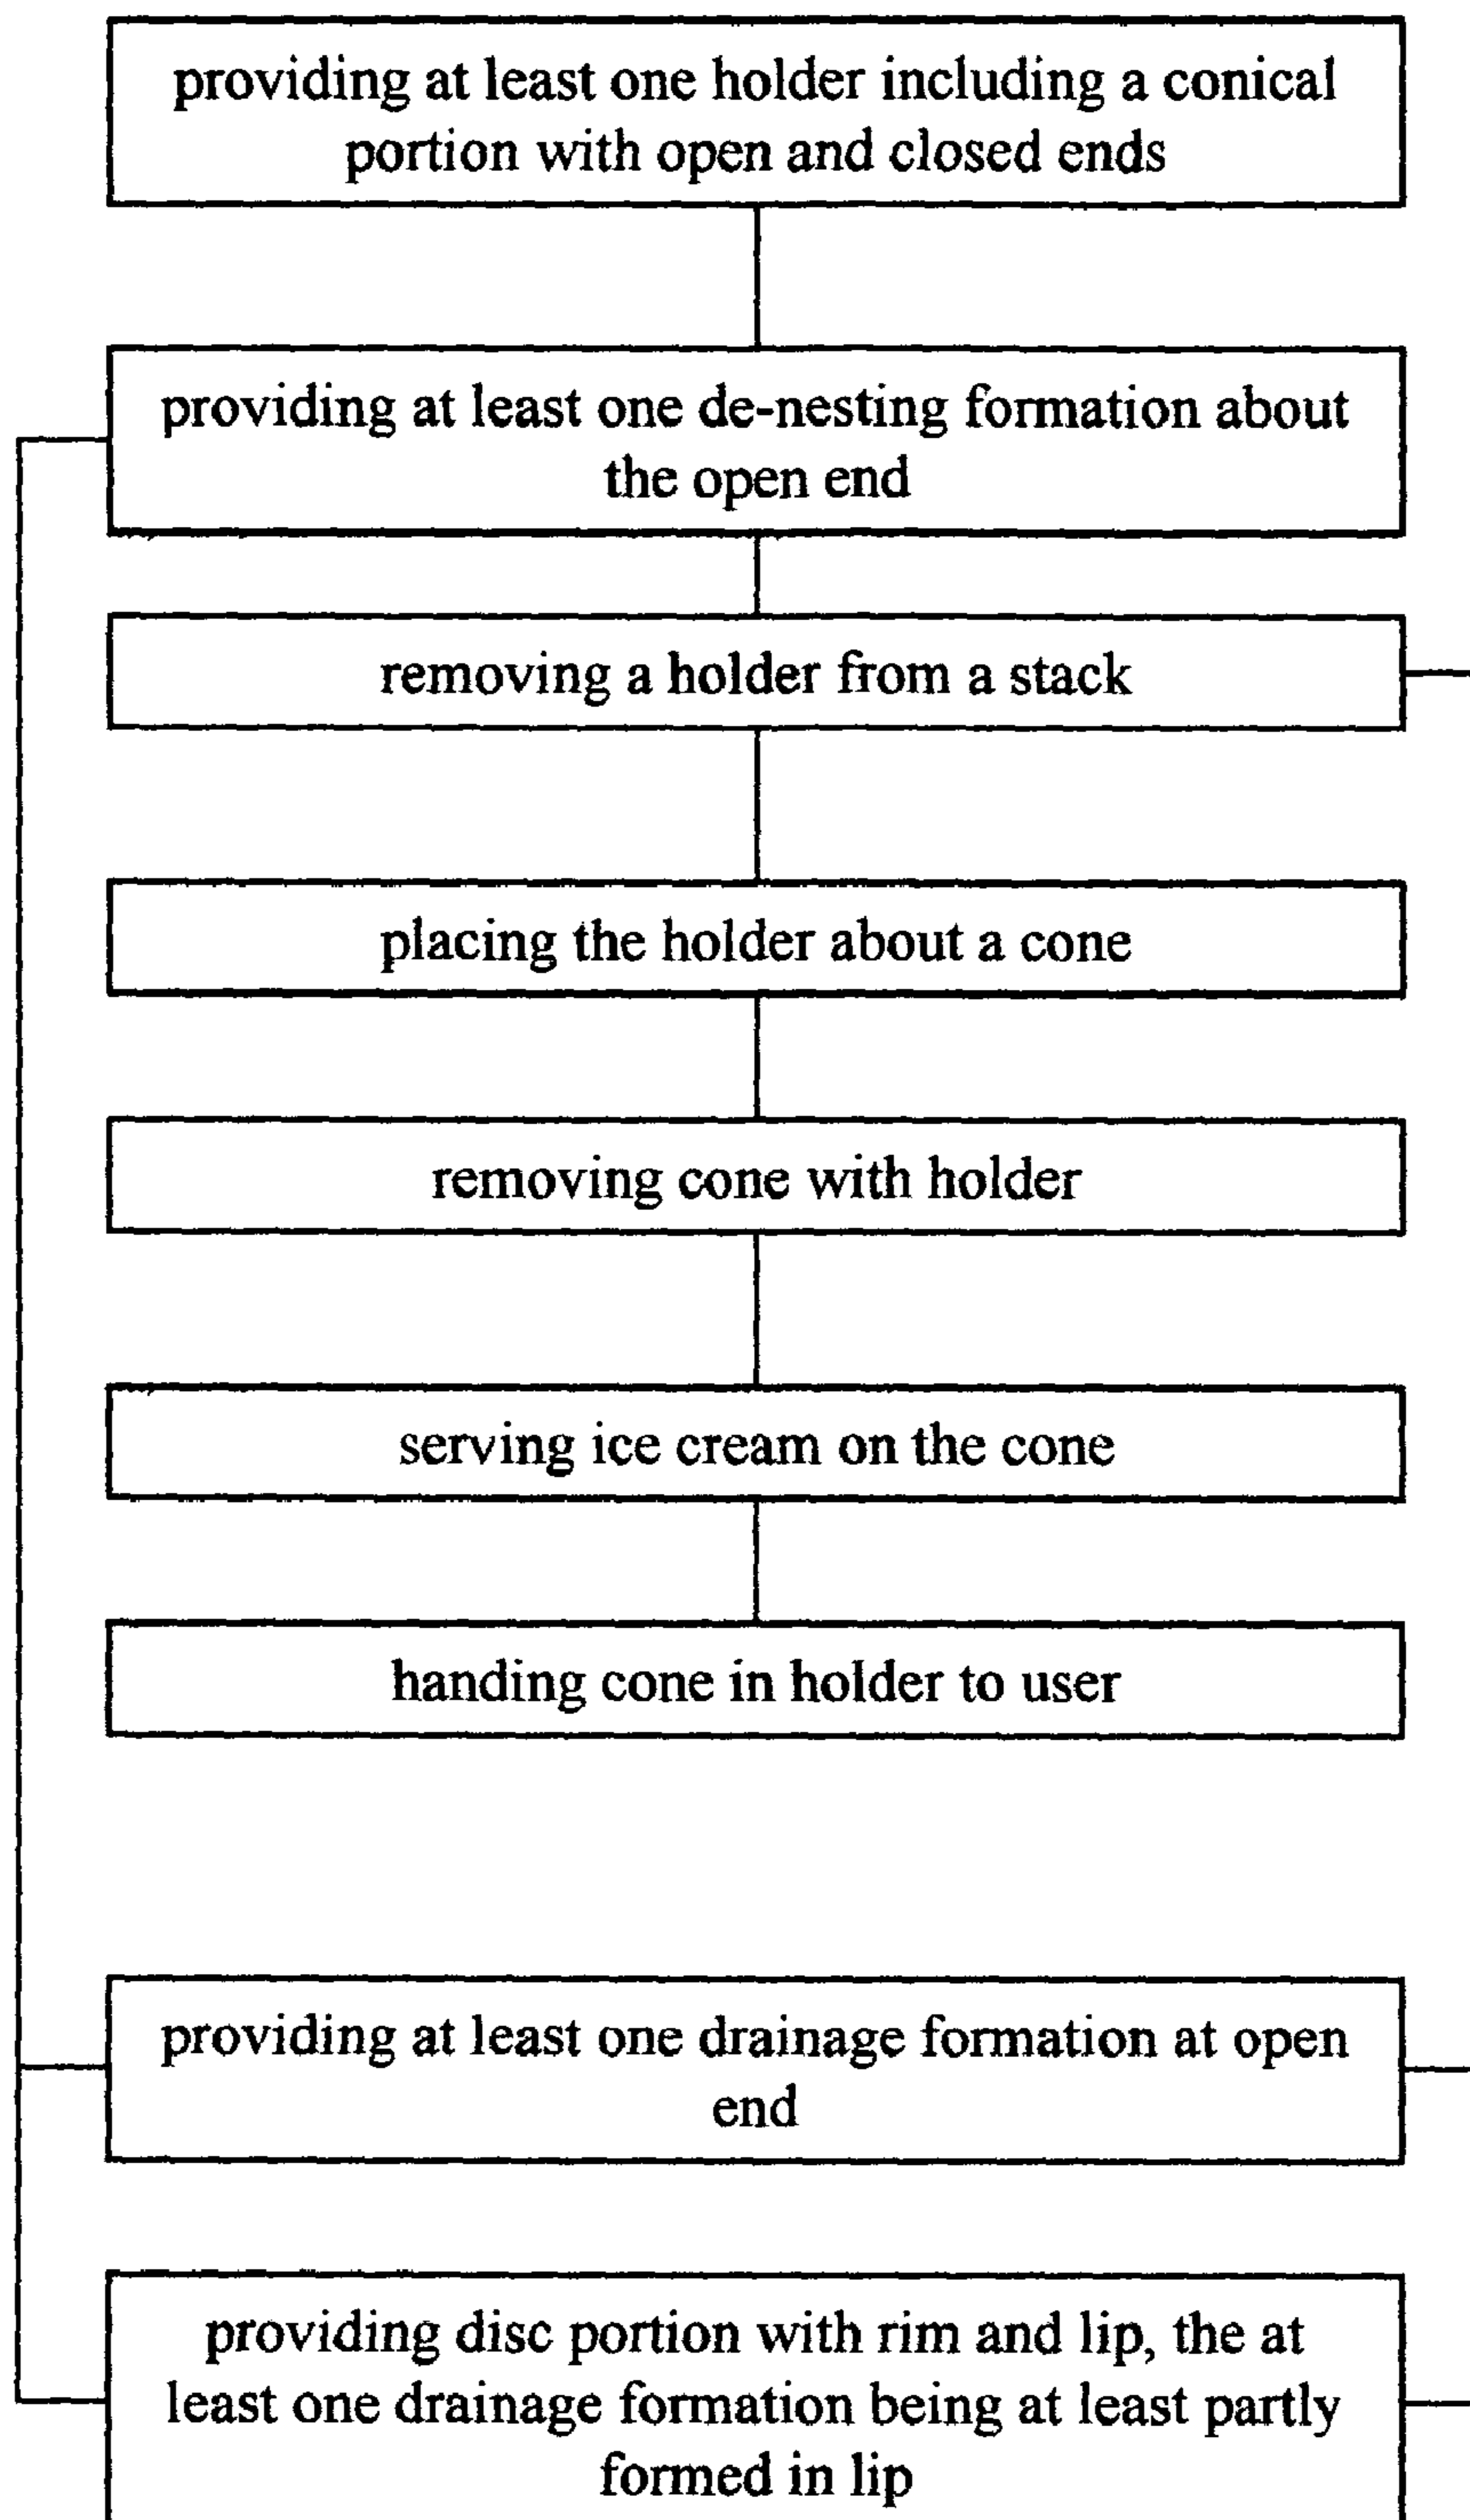 providing at least one holder including a conical
portion with open and closed ends
providing at least one de-nesting formation about
the open end
removing a holder from a stack
placing the holder about a cone
removing cone with holder
serving ice cream on the cone
handing cone in holder to user
providing at least one drainage formation at open
end
providing disc portion with rim and lip, the at
least one drainage formation being at least partly
formed in lip